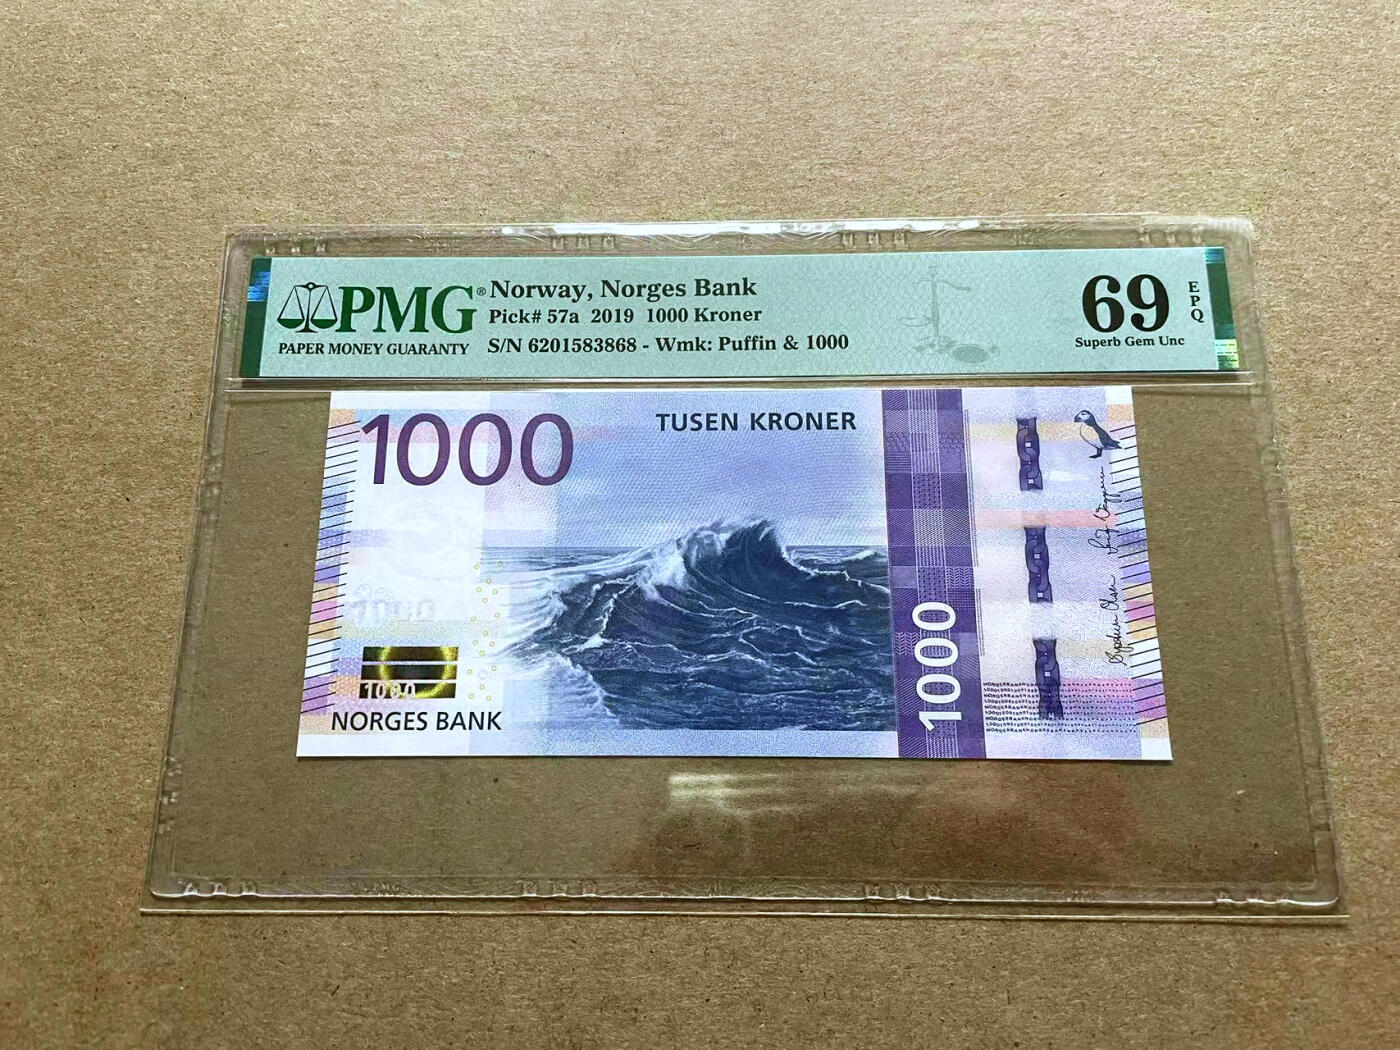 PMG®
PAPER MONEY GUARANTY
Norway, Norges Bank
Pick# 57a 2019 1000 Kroner
S/N 6201583868 - Wmk: Puffin & 1000
69
EPQ
Superb Gem Unc
1000
TUSEN KRONER
1000
NORGES BANK
1000